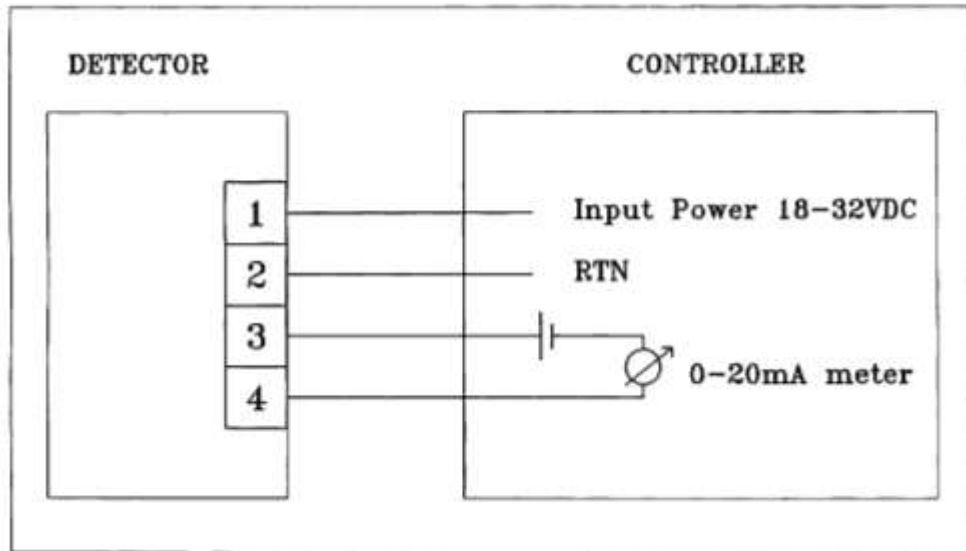 DETECTOR
CONTROLLER
1
Input Power 18-32VDC
2
RTN
3
0-20mA meter
4